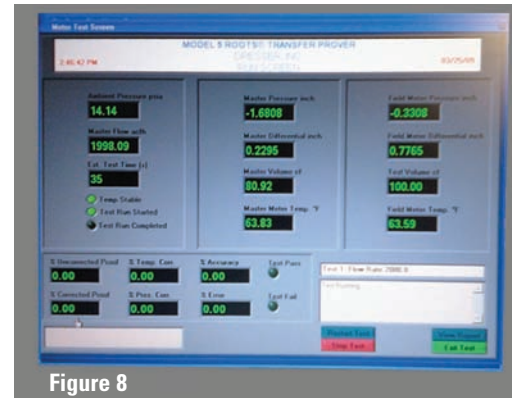 Meter Test Screen
MODEL 5 ROOTS® TRANSFER PROVER
2:46:42 PM
DRESSER, INC.
03/25/09
RUN SCREEN
Ambient Pressure psia
14.14
Master Flow acfh
1998.09
Est. Test Time (s)
35
Temp. Stable
Test Run Started
Test Run Completed
Master Pressure inch
-1.6808
Master Differential inch
0.2295
Master Volume cf
80.92
Master Meter Temp. °F
63.83
Field Meter Pressure inch
-0.3308
Field Meter Differential inch
0.7765
Test Volume cf
100.00
Field Meter Temp. °F
63.59
% Uncorrected Proof
0.00
% Temp. Corr.
0.00
% Accuracy
0.00
Test Pass
% Corrected Proof
0.00
% Pres. Corr.
0.00
% Error
0.00
Test Fail
Test 1: Flow Rate 2000.0
Test Running...
Restart Test
View Report
Stop Test
Exit Test
Figure 8